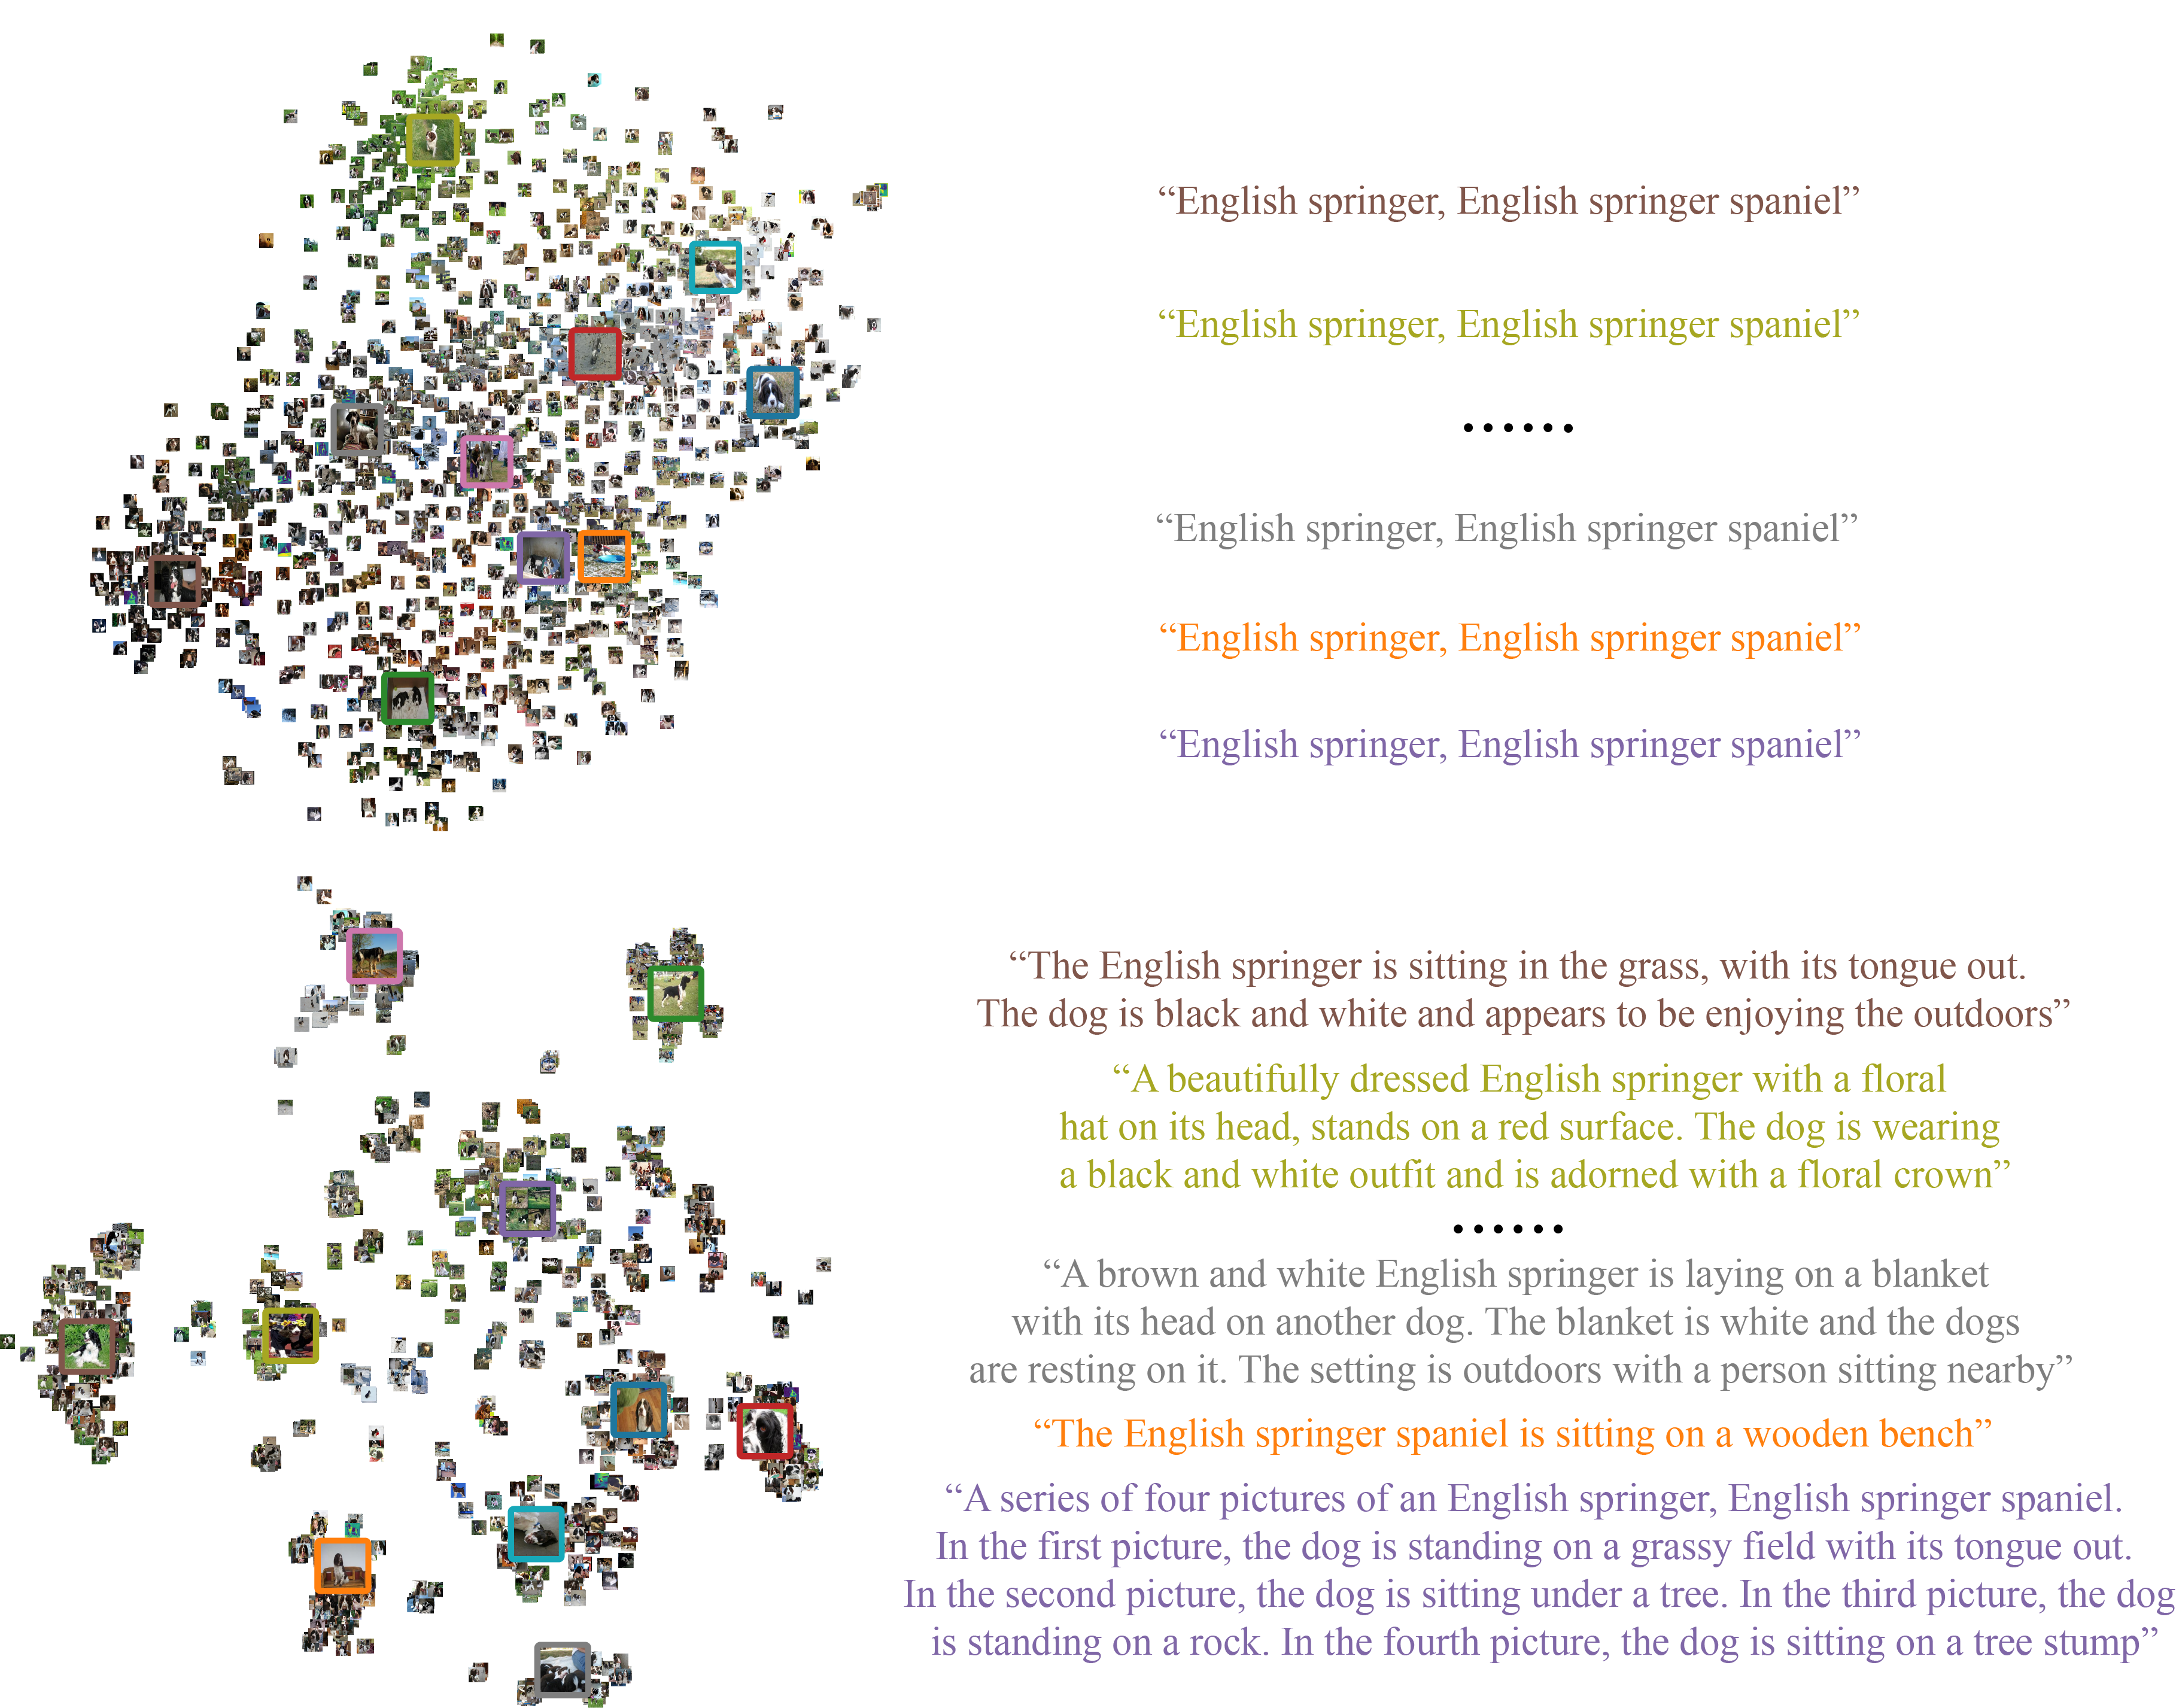 “English springer, English springer spaniel”
“English springer, English springer spaniel”
......
“English springer, English springer spaniel”
“English springer, English springer spaniel”
“English springer, English springer spaniel”
“The English springer is sitting in the grass, with its tongue out.
The dog is black and white and appears to be enjoying the outdoors”
“A beautifully dressed English springer with a floral
hat on its head, stands on a red surface. The dog is wearing
a black and white outfit and is adorned with a floral crown”
......
“A brown and white English springer is laying on a blanket
with its head on another dog. The blanket is white and the dogs
are resting on it. The setting is outdoors with a person sitting nearby”
“The English springer spaniel is sitting on a wooden bench”
“A series of four pictures of an English springer, English springer spaniel.
In the first picture, the dog is standing on a grassy field with its tongue out.
In the second picture, the dog is sitting under a tree. In the third picture, the dog
is standing on a rock. In the fourth picture, the dog is sitting on a tree stump”